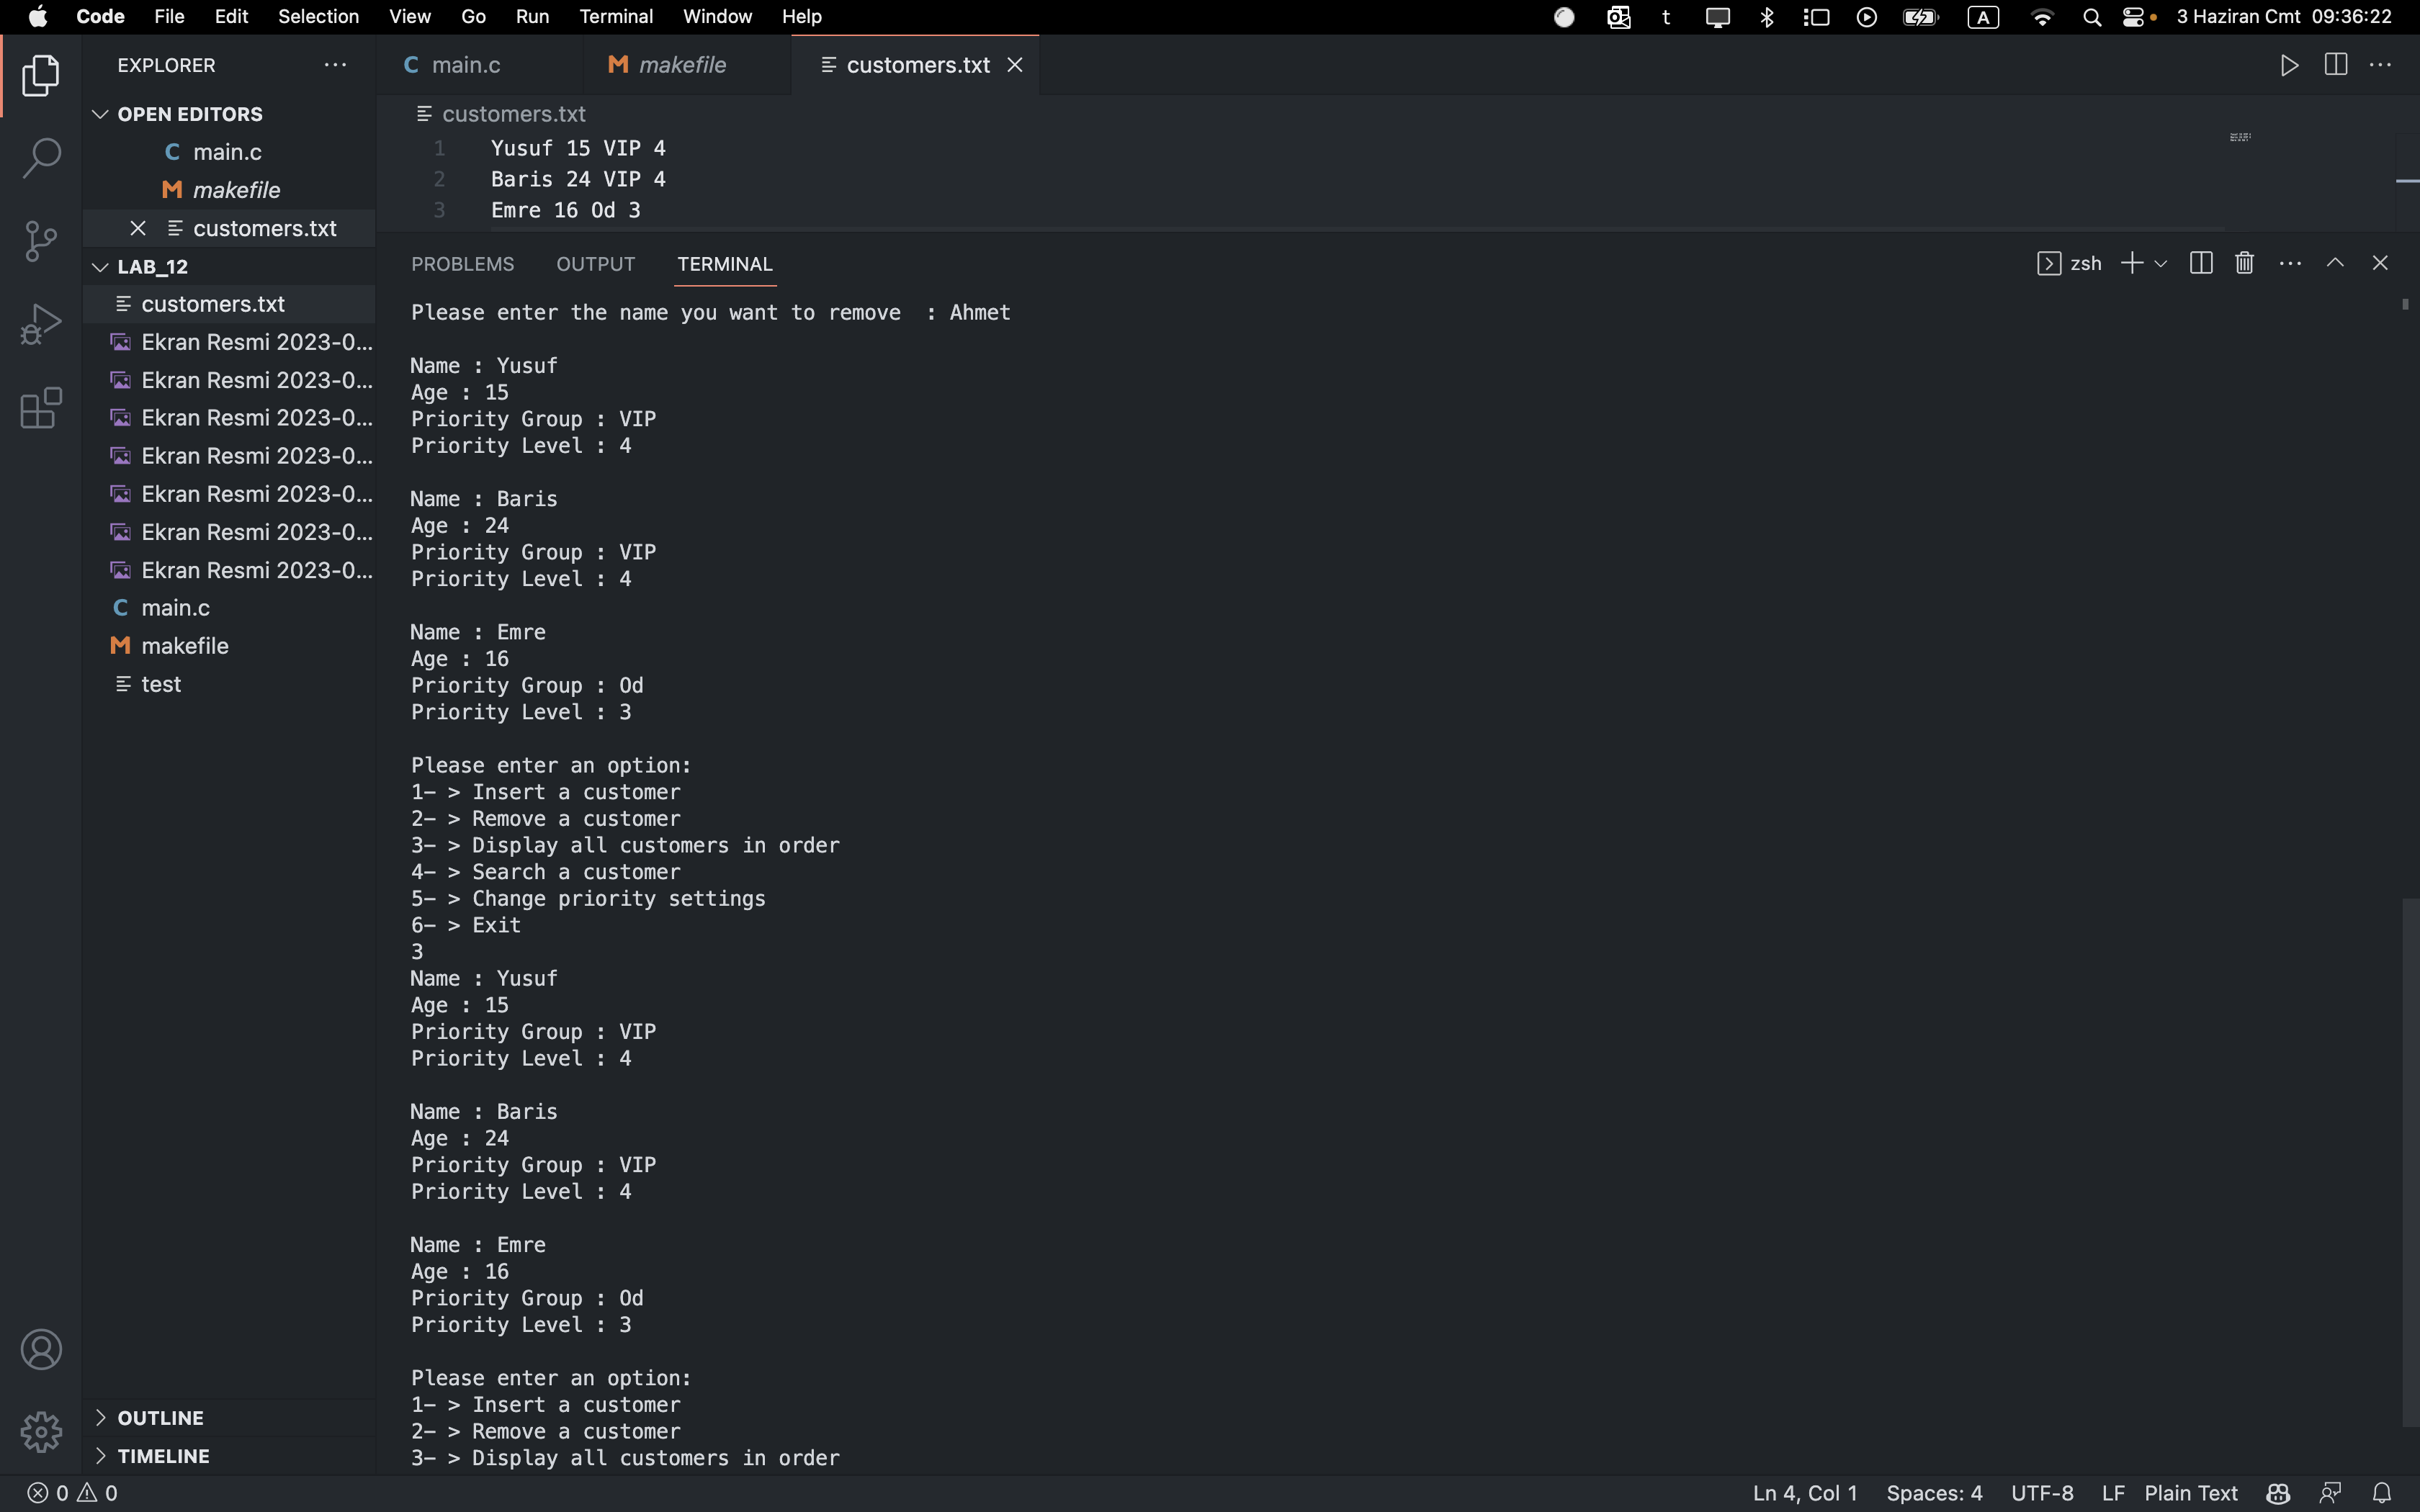 Code File Edit Selection View Go Run Terminal Window Help t A 3 Haziran Cmt 09:36:22
EXPLORER
OPEN EDITORS
C main.c
M makefile
customers.txt
LAB_12
customers.txt
Ekran Resmi 2023-0...
Ekran Resmi 2023-0...
Ekran Resmi 2023-0...
Ekran Resmi 2023-0...
Ekran Resmi 2023-0...
Ekran Resmi 2023-0...
Ekran Resmi 2023-0...
C main.c
M makefile
test
OUTLINE
TIMELINE
C main.c M makefile customers.txt
customers.txt
1 Yusuf 15 VIP 4
2 Baris 24 VIP 4
3 Emre 16 Od 3
PROBLEMS OUTPUT TERMINAL zsh
Please enter the name you want to remove  : Ahmet
Name : Yusuf
Age : 15
Priority Group : VIP
Priority Level : 4
Name : Baris
Age : 24
Priority Group : VIP
Priority Level : 4
Name : Emre
Age : 16
Priority Group : Od
Priority Level : 3
Please enter an option:
1- > Insert a customer
2- > Remove a customer
3- > Display all customers in order
4- > Search a customer
5- > Change priority settings
6- > Exit
3
Name : Yusuf
Age : 15
Priority Group : VIP
Priority Level : 4
Name : Baris
Age : 24
Priority Group : VIP
Priority Level : 4
Name : Emre
Age : 16
Priority Group : Od
Priority Level : 3
Please enter an option:
1- > Insert a customer
2- > Remove a customer
3- > Display all customers in order
0 0 Ln 4, Col 1 Spaces: 4 UTF-8 LF Plain Text